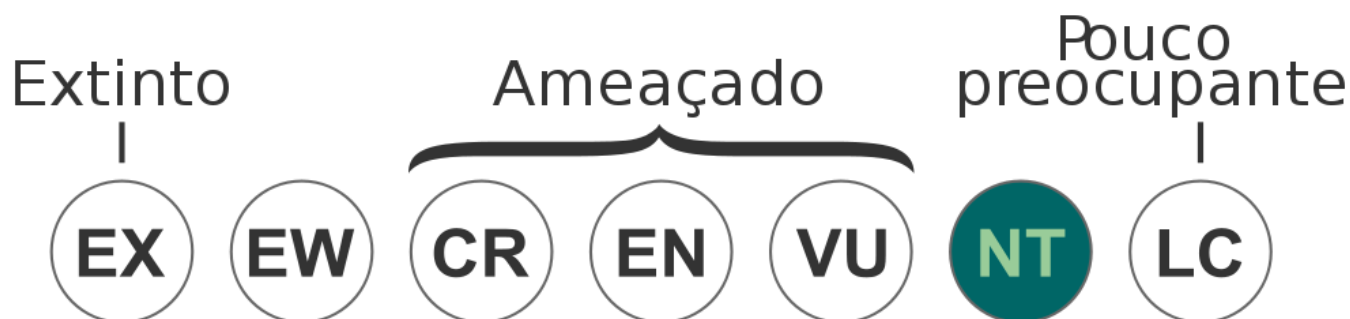 Extinto
Ameaçado
Pouco
preocupante
EX EW CR EN VU NT LC